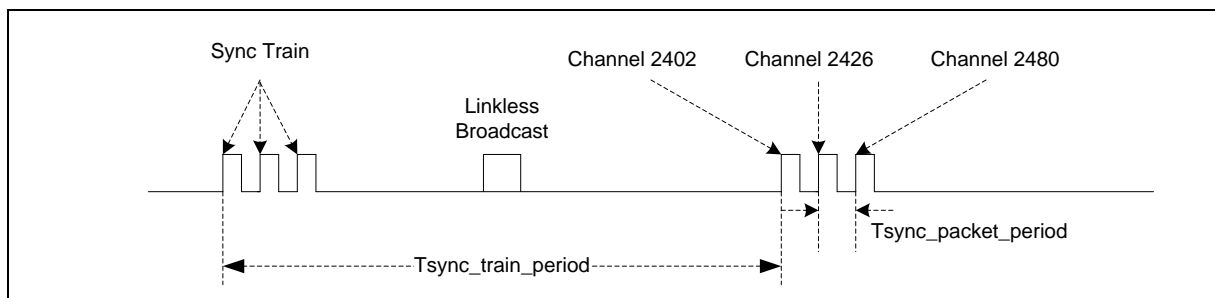 Sync Train
Linkless
Broadcast
Channel 2402
Channel 2426
Channel 2480
Tsync_packet_period
Tsync_train_period